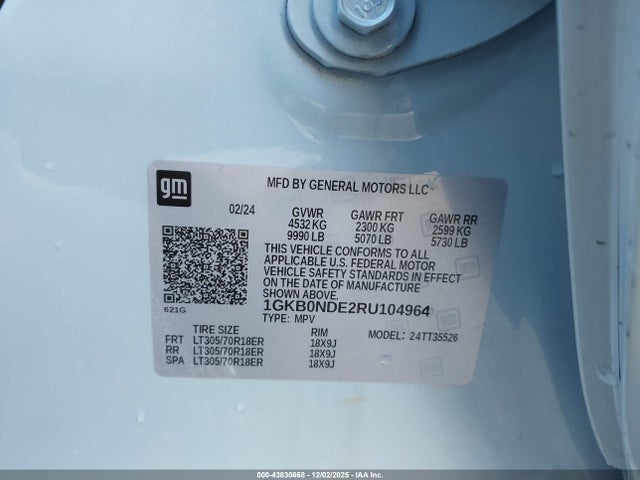 gm
MFD BY GENERAL MOTORS LLC
02/24 GVWR GAWR FRT GAWR RR
4532 KG 2300 KG 2599 KG
9990 LB 5070 LB 5730 LB
THIS VEHICLE CONFORMS TO ALL
APPLICABLE U.S. FEDERAL MOTOR
VEHICLE SAFETY STANDARDS IN EFFECT
ON THE DATE OF MANUFACTURE
SHOWN ABOVE.
621G
1GKB0NDE2RU104964
TYPE: MPV
TIRE SIZE RIM MODEL: 24TT35526
FRT LT305/70R18ER 18X9J
RR LT305/70R18ER 18X9J
SPA LT305/70R18ER 18X9J
000-43830668 12/02/2025 Copart, Inc.